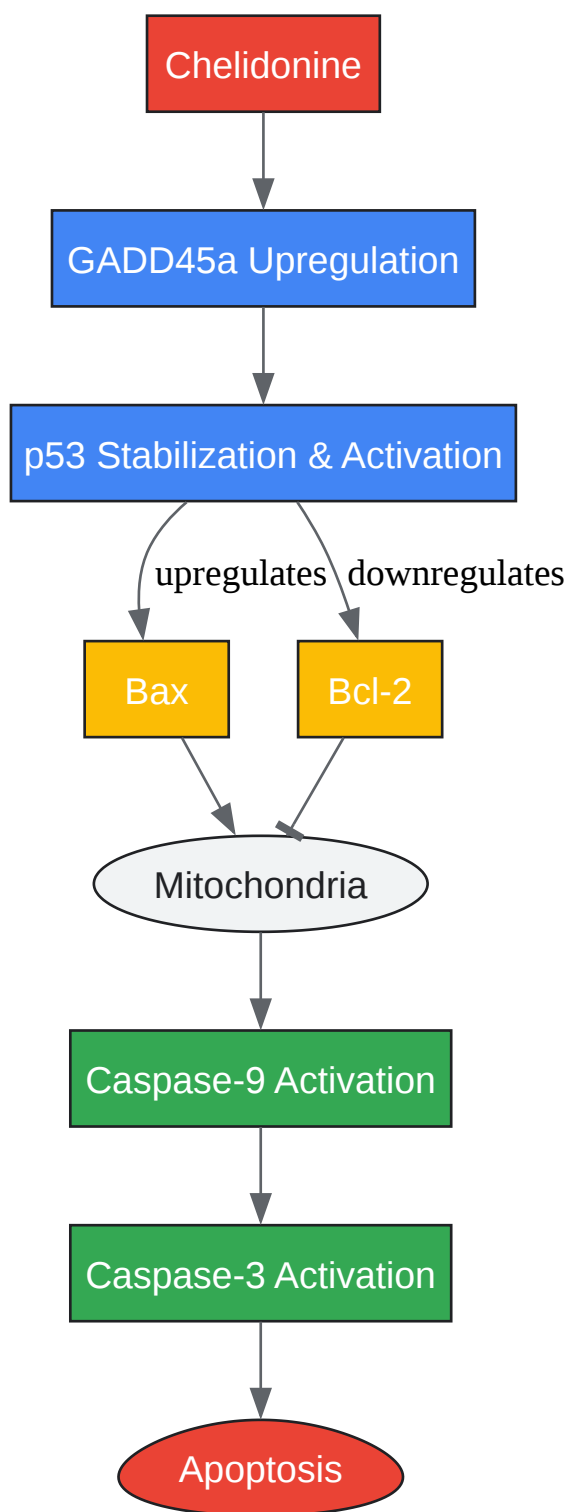 Chelidonine
GADD45a Upregulation
p53 Stabilization & Activation
upregulates
downregulates
Bax
Bcl-2
Mitochondria
Caspase-9 Activation
Caspase-3 Activation
Apoptosis